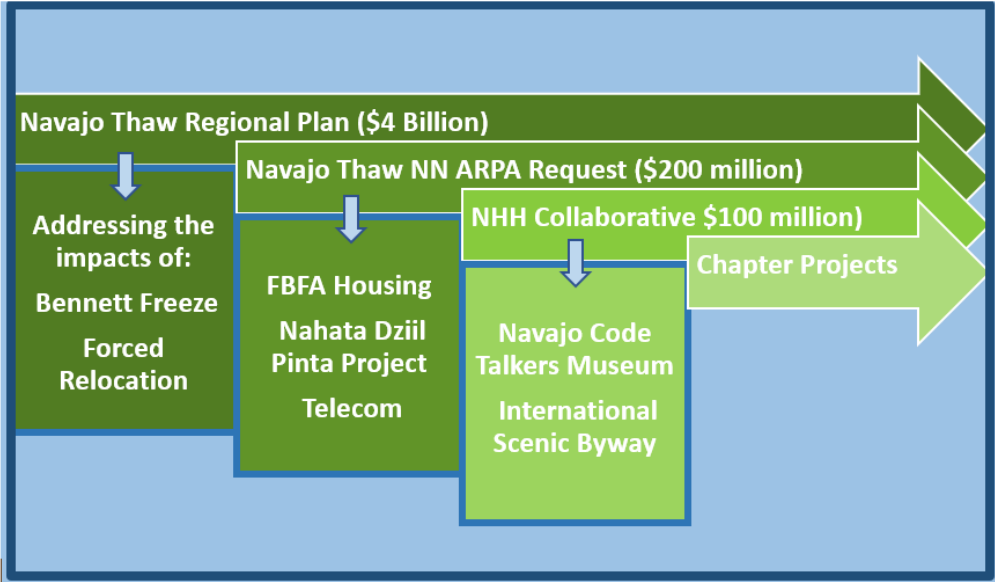 Navajo Thaw Regional Plan ($4 Billion)
Navajo Thaw NN ARPA Request ($200 million)
NHH Collaborative $100 million)
Chapter Projects
Addressing the
impacts of:
Bennett Freeze
Forced
Relocation
FBFA Housing
Nahata Dziil
Pinta Project
Telecom
Navajo Code
Talkers Museum
International
Scenic Byway